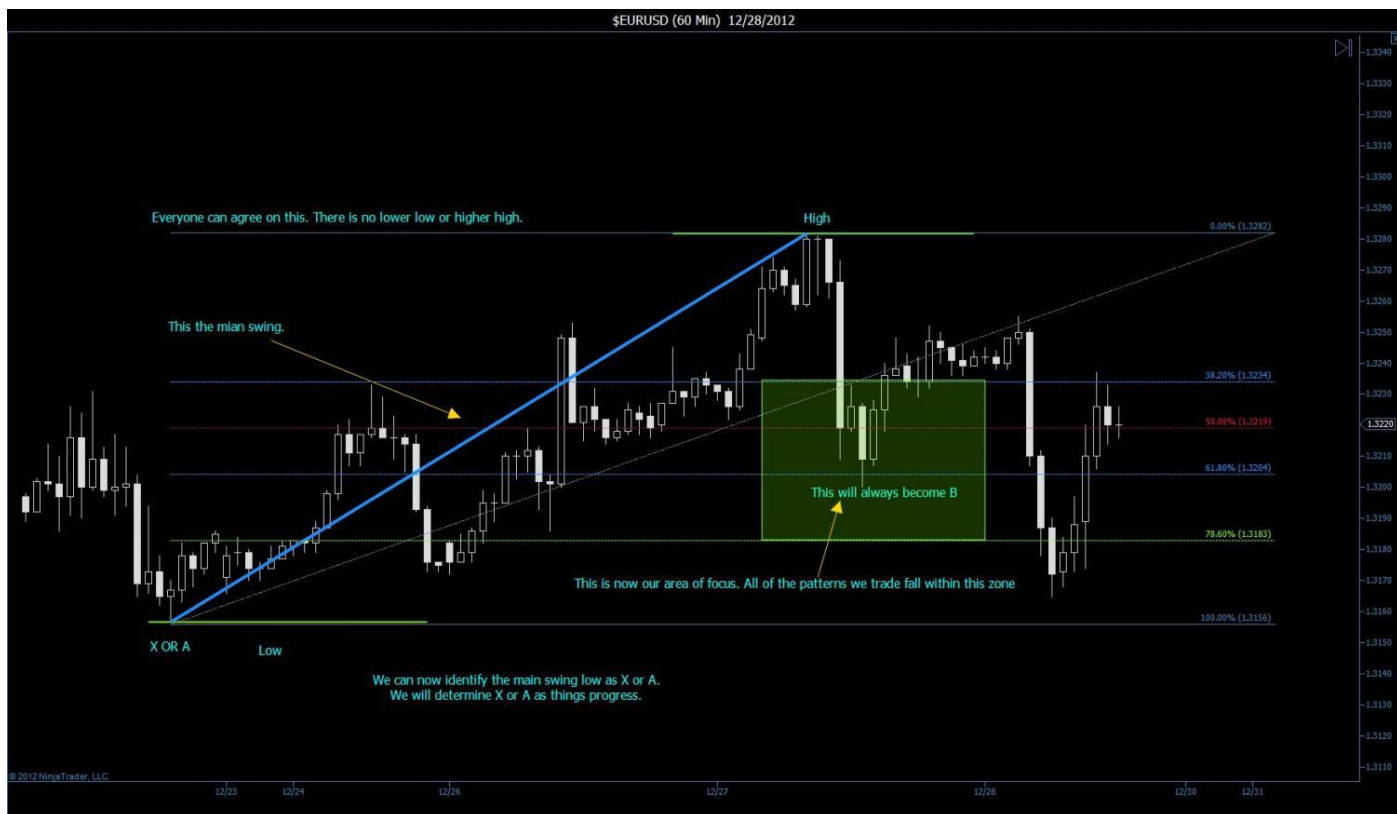 $EURUSD (60 Min) 12/28/2012
1.3340
1.3330
1.3320
1.3310
1.3300
1.3290
1.3280
1.3270
1.3260
1.3250
1.3240
1.3230
1.3220
1.3210
1.3200
1.3190
1.3180
1.3170
1.3160
1.3150
1.3140
1.3130
1.3120
1.3110
Everyone can agree on this. There is no lower low or higher high.
High
0.00% (1.3282)
This the mian swing.
38.20% (1.3234)
50.00% (1.3219)
61.80% (1.3204)
This will always become B
78.60% (1.3183)
This is now our area of focus. All of the patterns we trade fall within this zone
100.00% (1.3156)
X OR A
Low
We can now identify the main swing low as X or A.
We will determine X or A as things progress.
© 2012 NinjaTrader, LLC
12/23 12/24 12/26 12/27 12/28 12/30 12/31